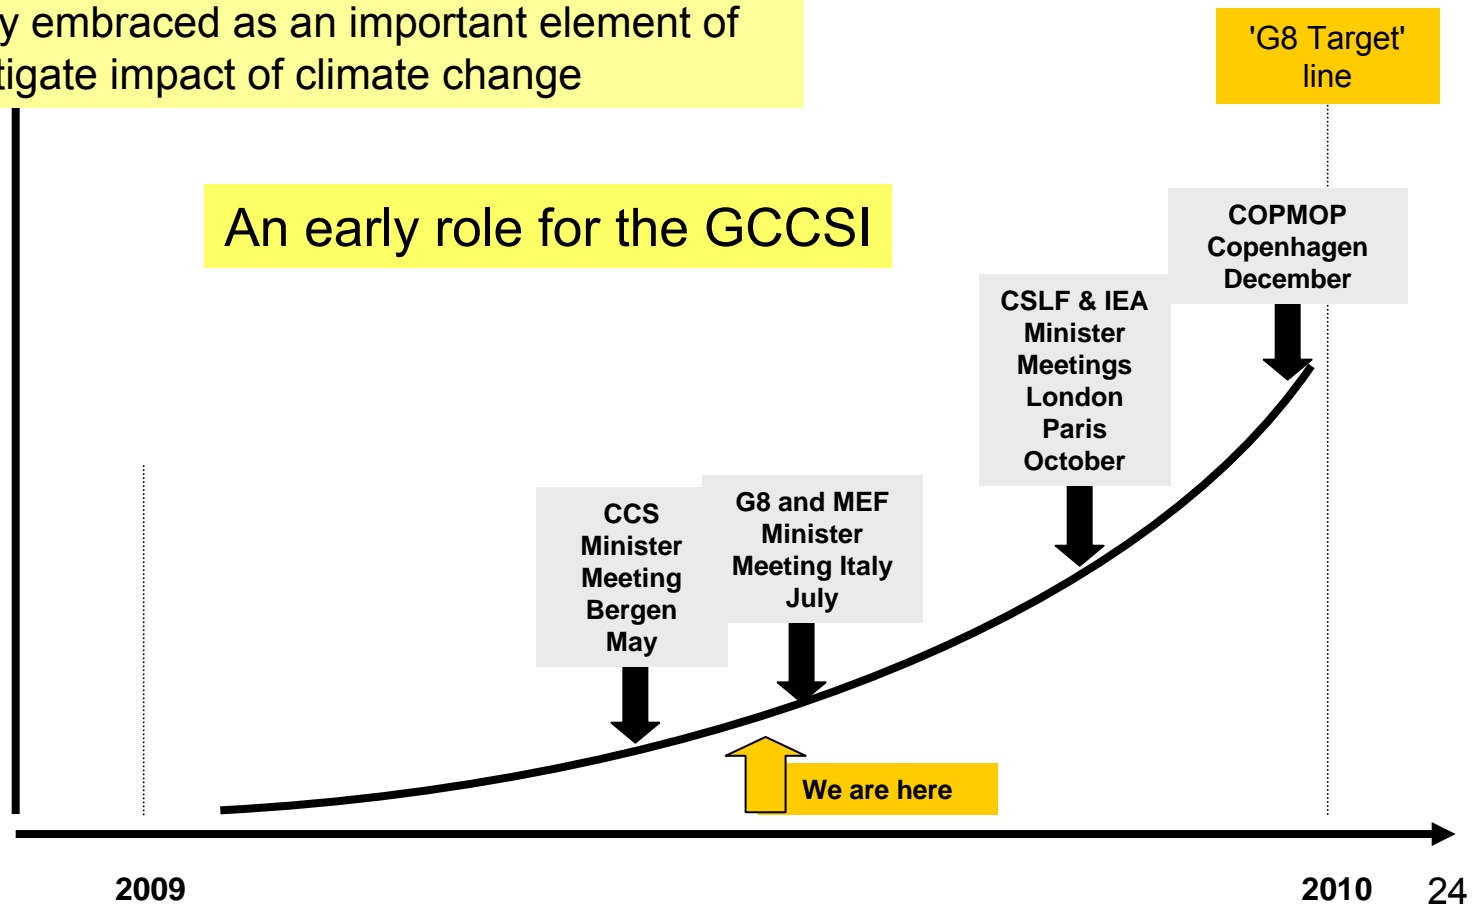 y embraced as an important element of
tigate impact of climate change
'G8 Target'
line
An early role for the GCCSI
COPMOP
Copenhagen
December
CSLF & IEA
Minister
Meetings
London
Paris
October
G8 and MEF
Minister
Meeting Italy
July
CCS
Minister
Meeting
Bergen
May
We are here
2009
2010
24